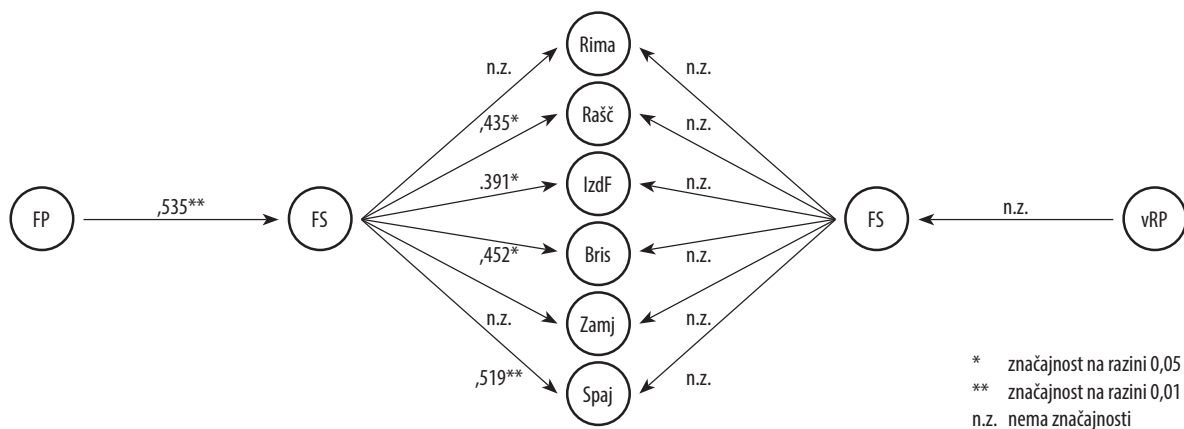 Rima
n.z.
n.z.
Rašč
,435*
n.z.
IzdF
.391*
n.z.
FP
,535**
FS
FS
n.z.
vRP
,452*
Bris
n.z.
n.z.
Zamj
n.z.
,519**
Spaj
n.z.
* značajnost na razini 0,05
** značajnost na razini 0,01
n.z. nema značajnosti